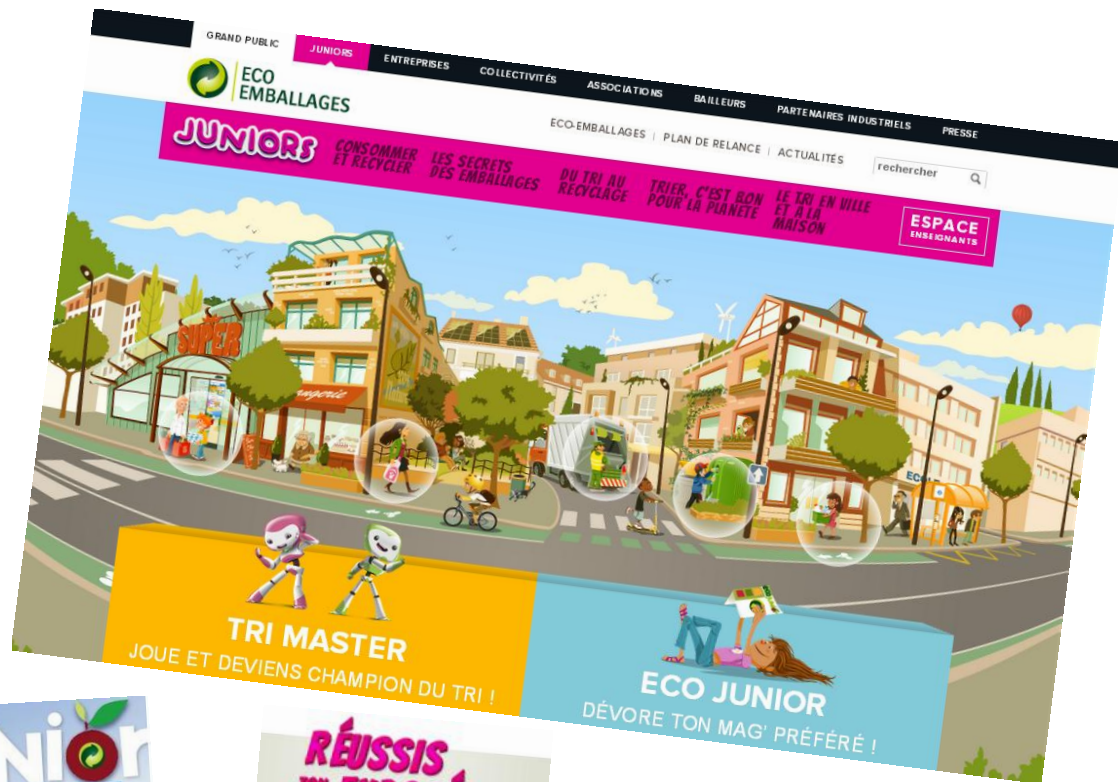 GRAND PUBLIC
JUNIORS
ENTREPRISES
COLLECTIVITÉS
ASSOCIATIONS
BAILLEURS
PARTENAIRES INDUSTRIELS
PRESSE
ECO
EMBALLAGES
ECO-EMBALLAGES | PLAN DE RELANCE | ACTUALITÉS
rechercher
JUNIORS
CONSOMMER
ET RECYCLER
LES SECRETS
DES EMBALLAGES
DU TRI AU
RECYCLAGE
TRIER, C'EST BON
POUR LA PLANETE
LE TRI EN VILLE
ET A LA
MAISON
ESPACE
ENSEIGNANTS
SUPER
TRI MASTER
JOUE ET DEVIENS CHAMPION DU TRI !
ECO JUNIOR
DÉVORE TON MAG' PRÉFÉRÉ !
RÉUSSIS